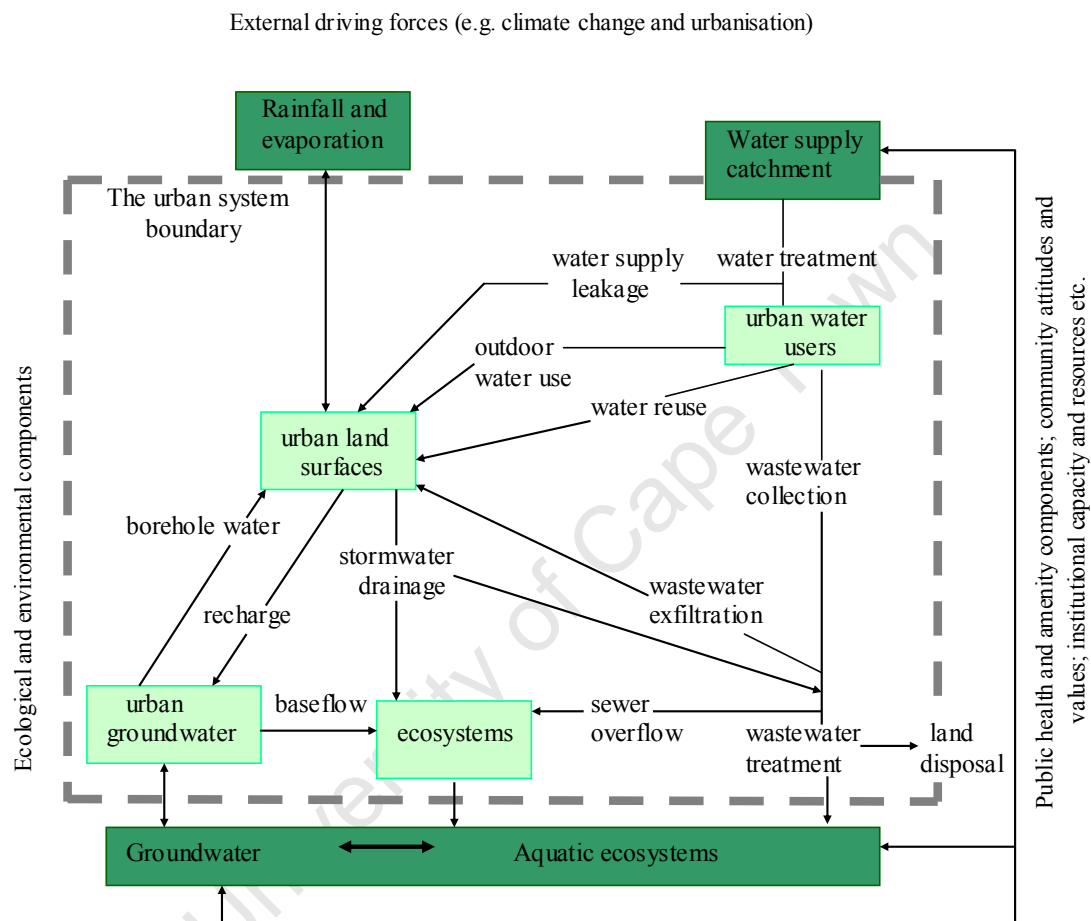 External driving forces (e.g. climate change and urbanisation)
Rainfall and
evaporation
Water supply
catchment
The urban system
boundary
water supply
leakage
water treatment
urban water
users
outdoor
water use
water reuse
urban land
surfaces
wastewater
collection
borehole water
stormwater
drainage
wastewater
exfiltration
recharge
urban
groundwater
baseflow
ecosystems
sewer
overflow
wastewater
treatment
land
disposal
Groundwater
Aquatic ecosystems
Ecological and environmental components
Public health and amenity components; community attitudes and
values; institutional capacity and resources etc.
University of Cape Town